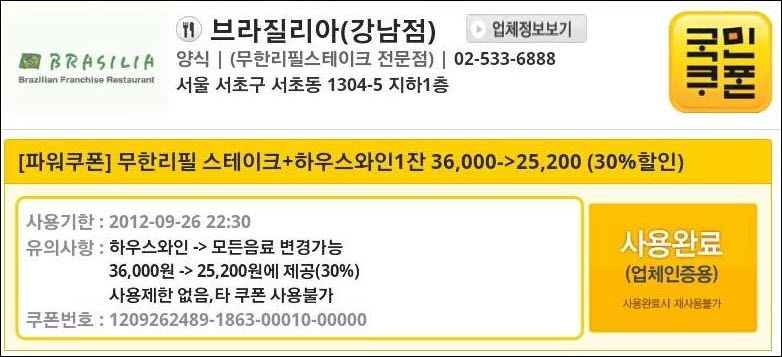 브라질리아(강남점) 업체정보보기
BRASILIA
Brazilian Franchise Restaurant
양식 | (무한리필스테이크 전문점) | 02-533-6888
서울 서초구 서초동 1304-5 지하1층
국민
쿠폰
[파워쿠폰] 무한리필 스테이크+하우스와인1잔 36,000->25,200 (30%할인)
사용기한 : 2012-09-26 22:30
유의사항 : 하우스와인 -> 모든음료 변경가능
36,000원 -> 25,200원에 제공(30%)
사용제한 없음,타 쿠폰 사용불가
쿠폰번호 : 1209262489-1863-00010-00000
사용완료
(업체인증용)
사용완료시 재사용불가